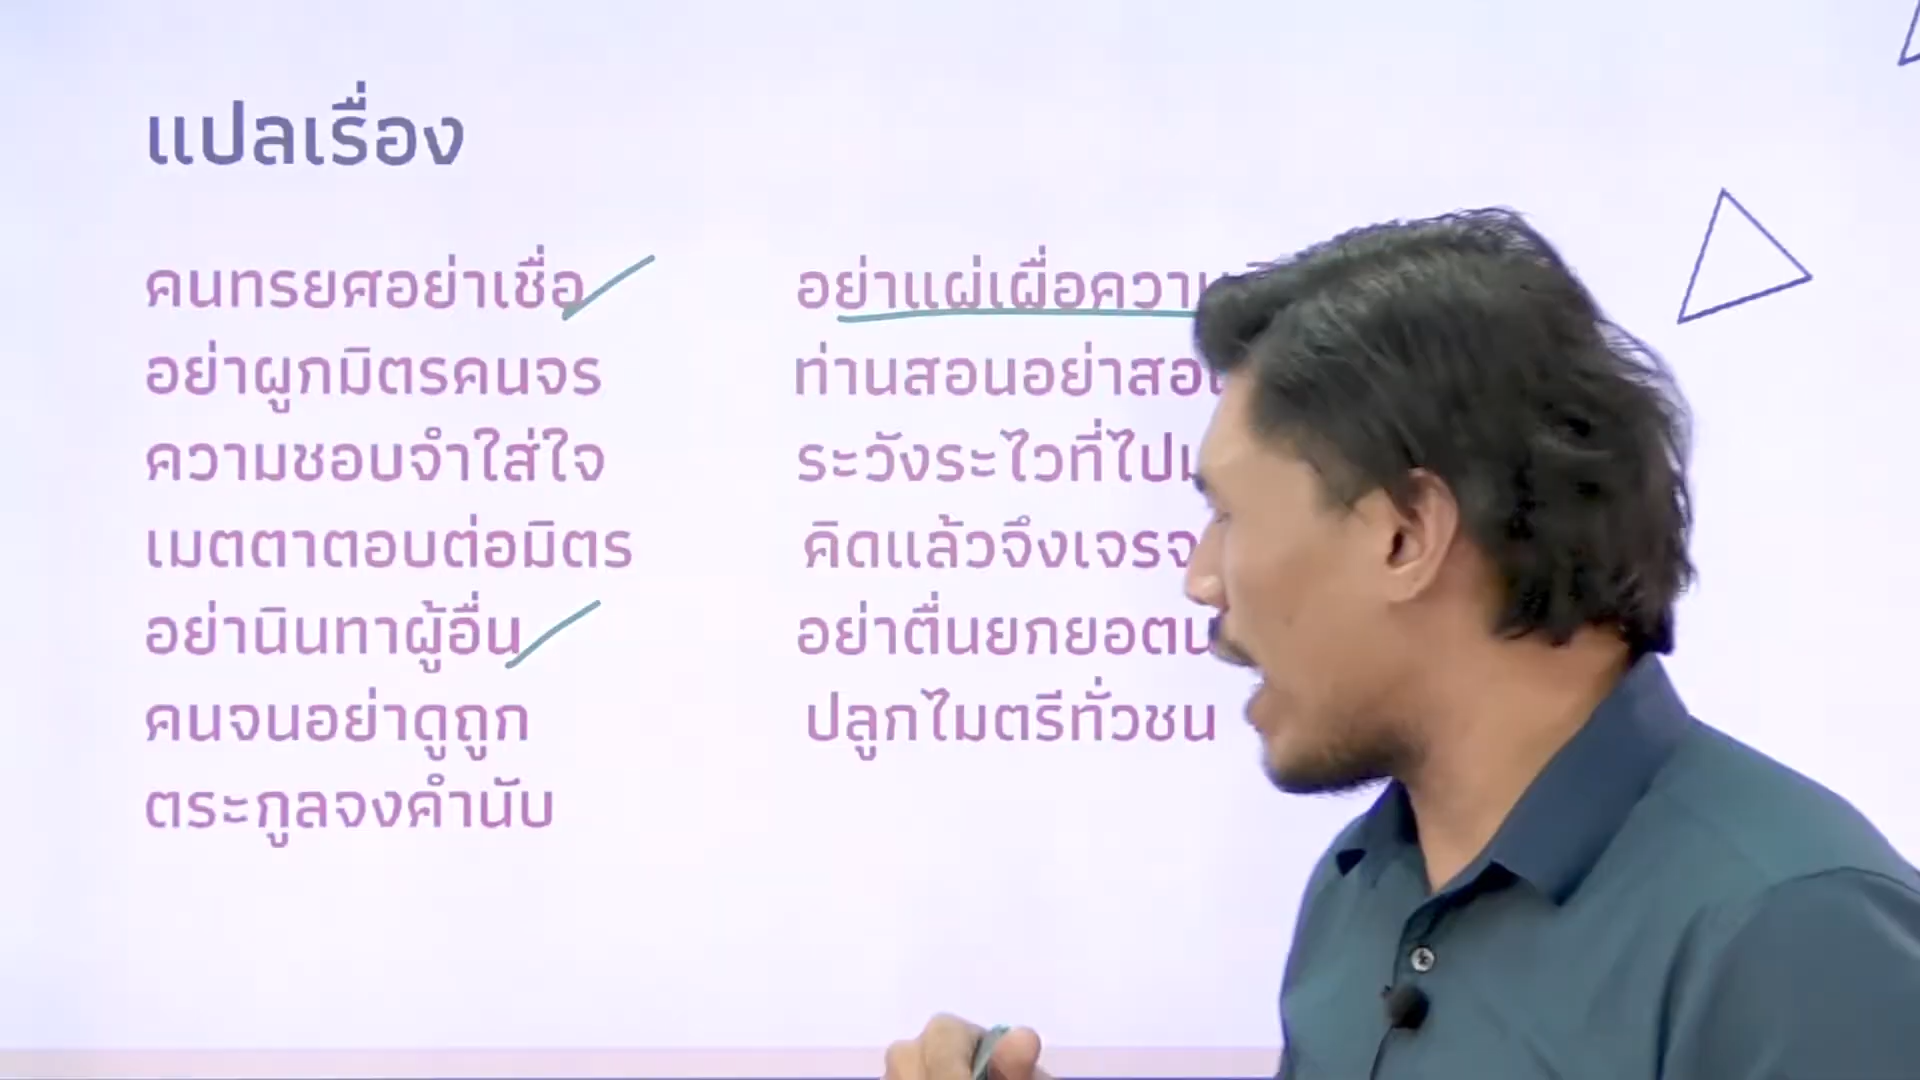 แปลเรื่อง
คนทรยศอย่าเชื่อ อย่าแผ่เผื่อ
อย่าผูกมิตรคนจร ท่านสอนอย่า
ความชอบจำใส่ใจ ระวังระไวที่
เมตตาตอบต่อมิตร คิดแล้วจึง
อย่านินทาผู้อื่น อย่าตื่นยกยอตน
คนจนอย่าดูถูก ปลูกไมตรีทั่วชน
ตระกูลจงคำนับ